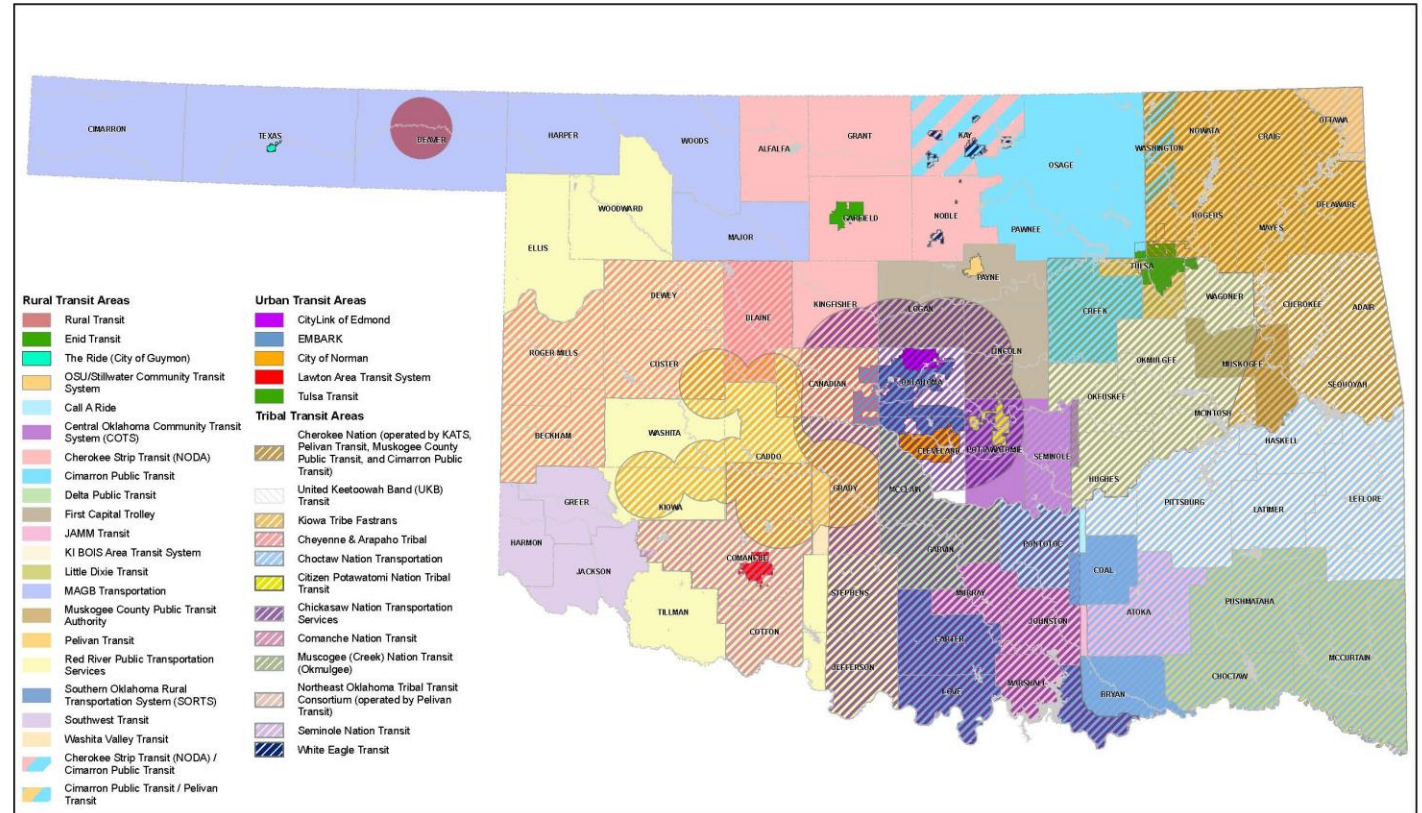 CIMARRON
TEXAS
BEAVER
HARPER
WOODS
ALFALFA
GRANT
KAY
OSAGE
WASHINGTON
NOWATA
CRAIG
OTTAWA
WOODWARD
ELLIS
MAJOR
GARFIELD
NOBLE
PAWNEE
ROGERS
MAYES
DELAWARE
TULSA
PAYNE
DEWEY
BLAINE
KINGFISHER
LOGAN
CREEK
WAGONER
CHEROKEE
ADAIR
ROGER MILLS
CUSTER
CANADIAN
OKLAHOMA
LINCOLN
OKMULGEE
MUSKOGEE
SEQUOYAH
OKFUSKEE
MCINTOSH
BECKHAM
WASHITA
CADDO
CLEVELAND
POTTAWATOMIE
SEMINOLE
HASKELL
GREER
KIOWA
GRADY
MCCLAIN
HUGHES
PITTSBURG
LATIMER
LEFLORE
HARMON
JACKSON
COMANCHE
GARVIN
PONTOTOC
COAL
TILLMAN
COTTON
STEPHENS
MURRAY
JOHNSTON
ATOKA
PUSHMATAHA
JEFFERSON
CARTER
LOVE
MARSHALL
BRYAN
CHOCTAW
MCCURTAIN
Rural Transit Areas
Rural Transit
Enid Transit
The Ride (City of Guymon)
OSU/Stillwater Community Transit
System
Call A Ride
Central Oklahoma Community Transit
System (COTS)
Cherokee Strip Transit (NODA)
Cimarron Public Transit
Delta Public Transit
First Capital Trolley
JAMM Transit
KI BOIS Area Transit System
Little Dixie Transit
MAGB Transportation
Muskogee County Public Transit
Authority
Pelivan Transit
Red River Public Transportation
Services
Southern Oklahoma Rural
Transportation System (SORTS)
Southwest Transit
Washita Valley Transit
Cherokee Strip Transit (NODA) /
Cimarron Public Transit
Cimarron Public Transit / Pelivan
Transit
Urban Transit Areas
CityLink of Edmond
EMBARK
City of Norman
Lawton Area Transit System
Tulsa Transit
Tribal Transit Areas
Cherokee Nation (operated by KATS,
Pelivan Transit, Muskogee County
Public Transit, and Cimarron Public
Transit)
United Keetoowah Band (UKB)
Transit
Kiowa Tribe Fastrans
Cheyenne & Arapaho Tribal
Choctaw Nation Transportation
Citizen Potawatomi Nation Tribal
Transit
Chickasaw Nation Transportation
Services
Comanche Nation Transit
Muscogee (Creek) Nation Transit
(Okmulgee)
Northeast Oklahoma Tribal Transit
Consortium (operated by Pelivan
Transit)
Seminole Nation Transit
White Eagle Transit